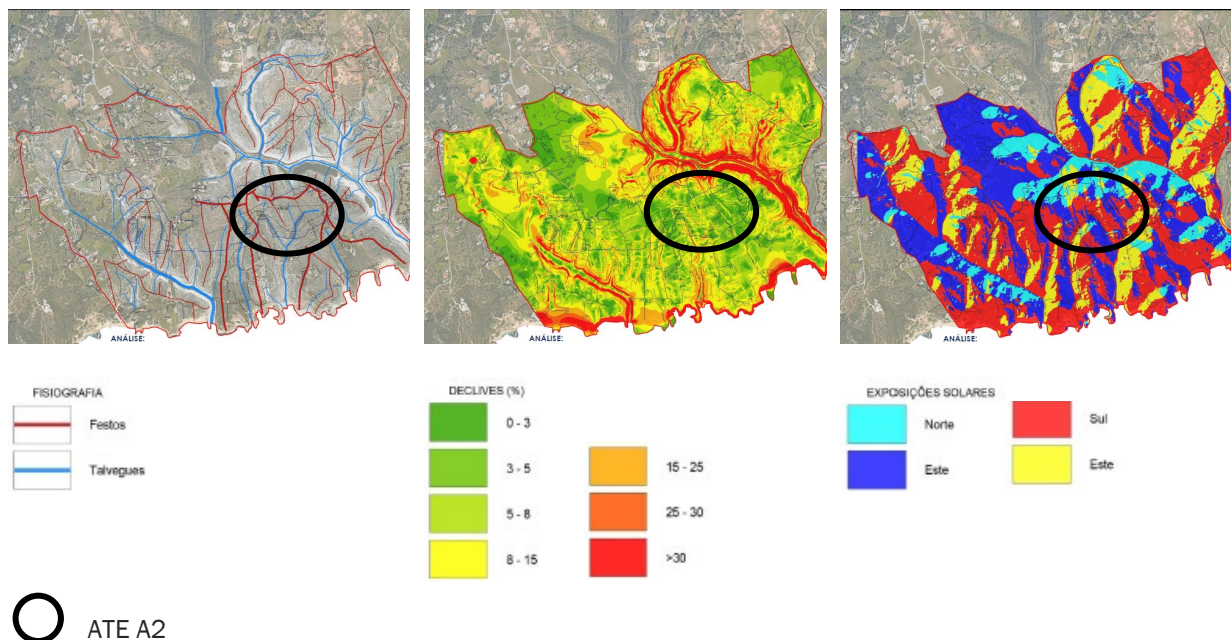 ANÁLISE:
ANÁLISE:
ANÁLISE:
FISIOGRAFIA
Festos
Talvegues
DECLIVES (%)
0 - 3
3 - 5
5 - 8
8 - 15
15 - 25
25 - 30
>30
EXPOSIÇÕES SOLARES
Norte
Este
Sul
Este
ATE A2